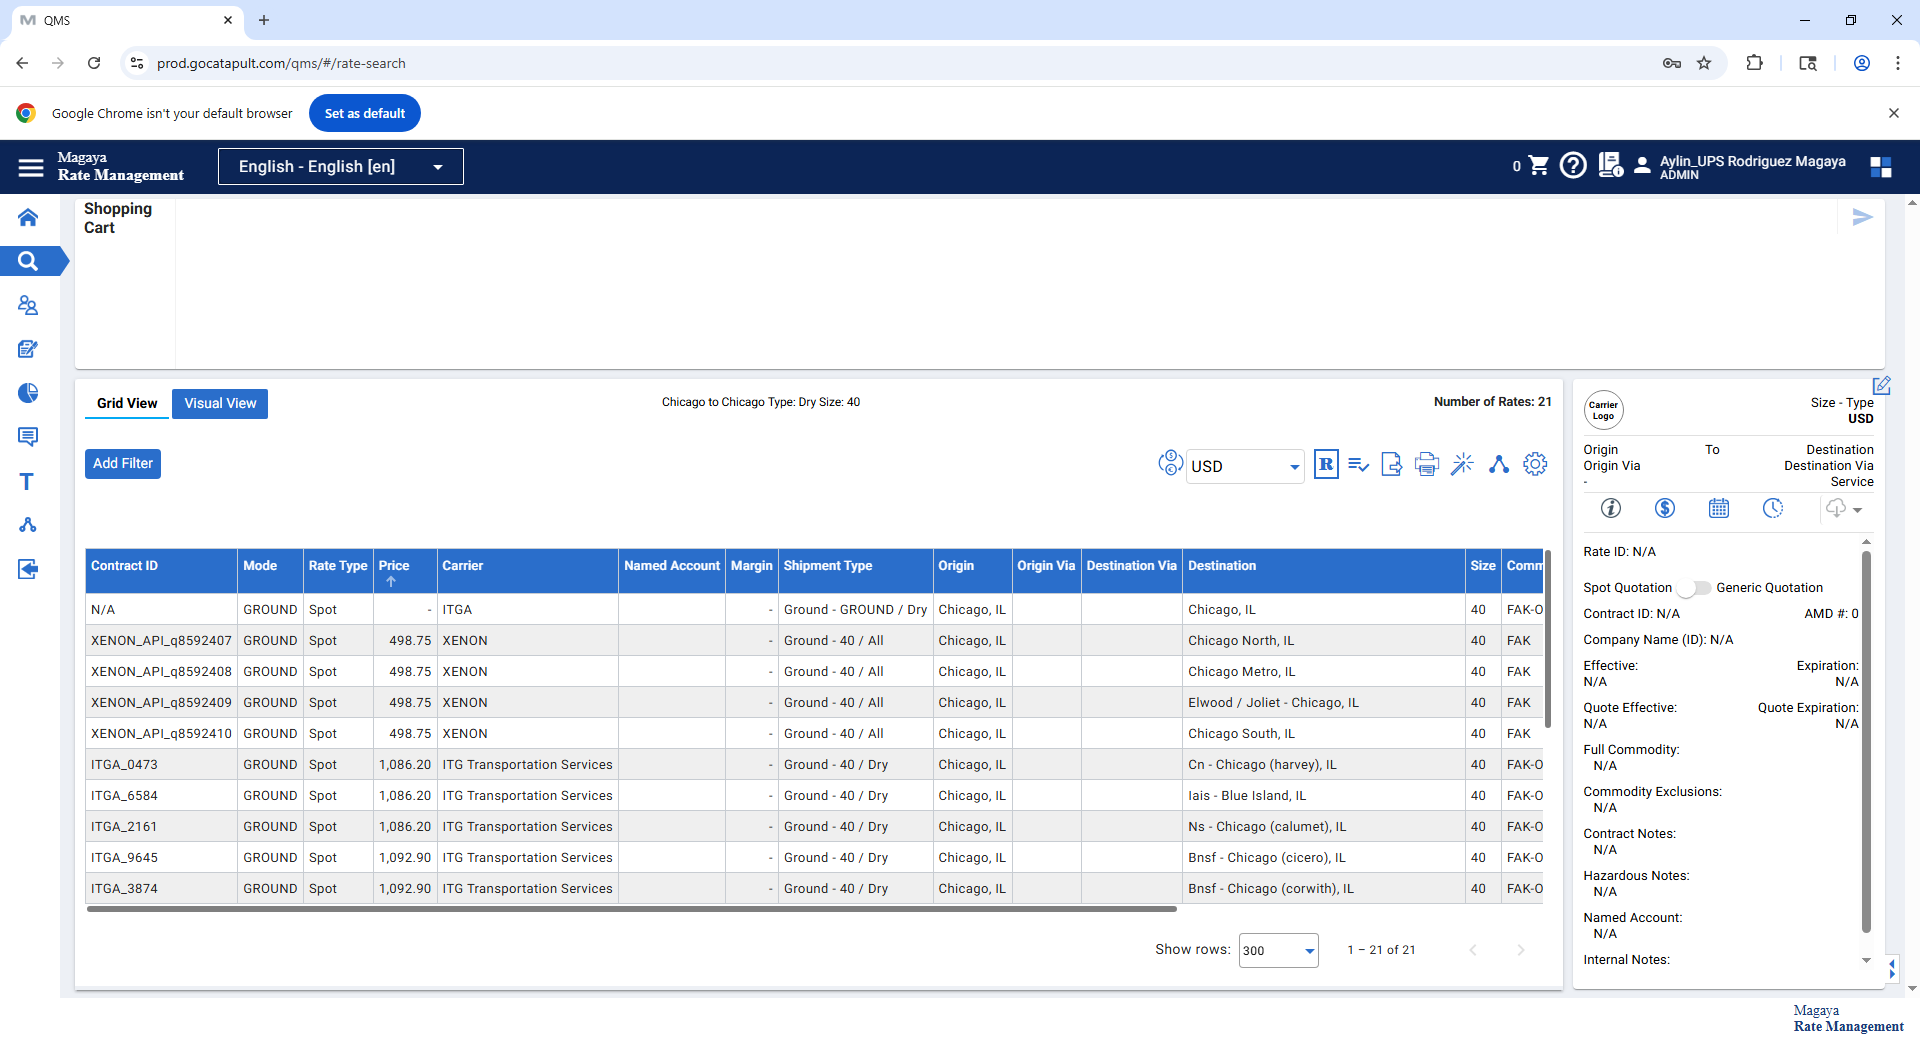 QMS
prod.gocatapult.com/qms/#/rate-search
Google Chrome isn't your default browser
Set as default
Magaya
Rate Management
English - English [en]
0
Aylin_UPS Rodriguez Magaya
ADMIN
Shopping
Cart
Grid View
Visual View
Chicago to Chicago Type: Dry Size: 40
Number of Rates: 21
Add Filter
USD
R
Contract ID Mode Rate Type Price Carrier Named Account Margin Shipment Type Origin Origin Via Destination Via Destination Size Comm
N/A GROUND Spot - ITGA - Ground - GROUND / Dry Chicago, IL Chicago, IL 40 FAK-O
XENON_API_q8592407 GROUND Spot 498.75 XENON - Ground - 40 / All Chicago, IL Chicago North, IL 40 FAK
XENON_API_q8592408 GROUND Spot 498.75 XENON - Ground - 40 / All Chicago, IL Chicago Metro, IL 40 FAK
XENON_API_q8592409 GROUND Spot 498.75 XENON - Ground - 40 / All Chicago, IL Elwood / Joliet - Chicago, IL 40 FAK
XENON_API_q8592410 GROUND Spot 498.75 XENON - Ground - 40 / All Chicago, IL Chicago South, IL 40 FAK
ITGA_0473 GROUND Spot 1,086.20 ITG Transportation Services - Ground - 40 / Dry Chicago, IL Cn - Chicago (harvey), IL 40 FAK-O
ITGA_6584 GROUND Spot 1,086.20 ITG Transportation Services - Ground - 40 / Dry Chicago, IL Iais - Blue Island, IL 40 FAK-O
ITGA_2161 GROUND Spot 1,086.20 ITG Transportation Services - Ground - 40 / Dry Chicago, IL Ns - Chicago (calumet), IL 40 FAK-O
ITGA_9645 GROUND Spot 1,092.90 ITG Transportation Services - Ground - 40 / Dry Chicago, IL Bnsf - Chicago (cicero), IL 40 FAK-O
ITGA_3874 GROUND Spot 1,092.90 ITG Transportation Services - Ground - 40 / Dry Chicago, IL Bnsf - Chicago (corwith), IL 40 FAK-O
Show rows: 300 1 – 21 of 21
Carrier
Logo
Size - Type
USD
Origin To Destination
Origin Via Destination Via
- Service
Rate ID: N/A
Spot Quotation Generic Quotation
Contract ID: N/A AMD #: 0
Company Name (ID): N/A
Effective: Expiration:
N/A N/A
Quote Effective: Quote Expiration:
N/A N/A
Full Commodity:
N/A
Commodity Exclusions:
N/A
Contract Notes:
N/A
Hazardous Notes:
N/A
Named Account:
N/A
Internal Notes:
Magaya
Rate Management